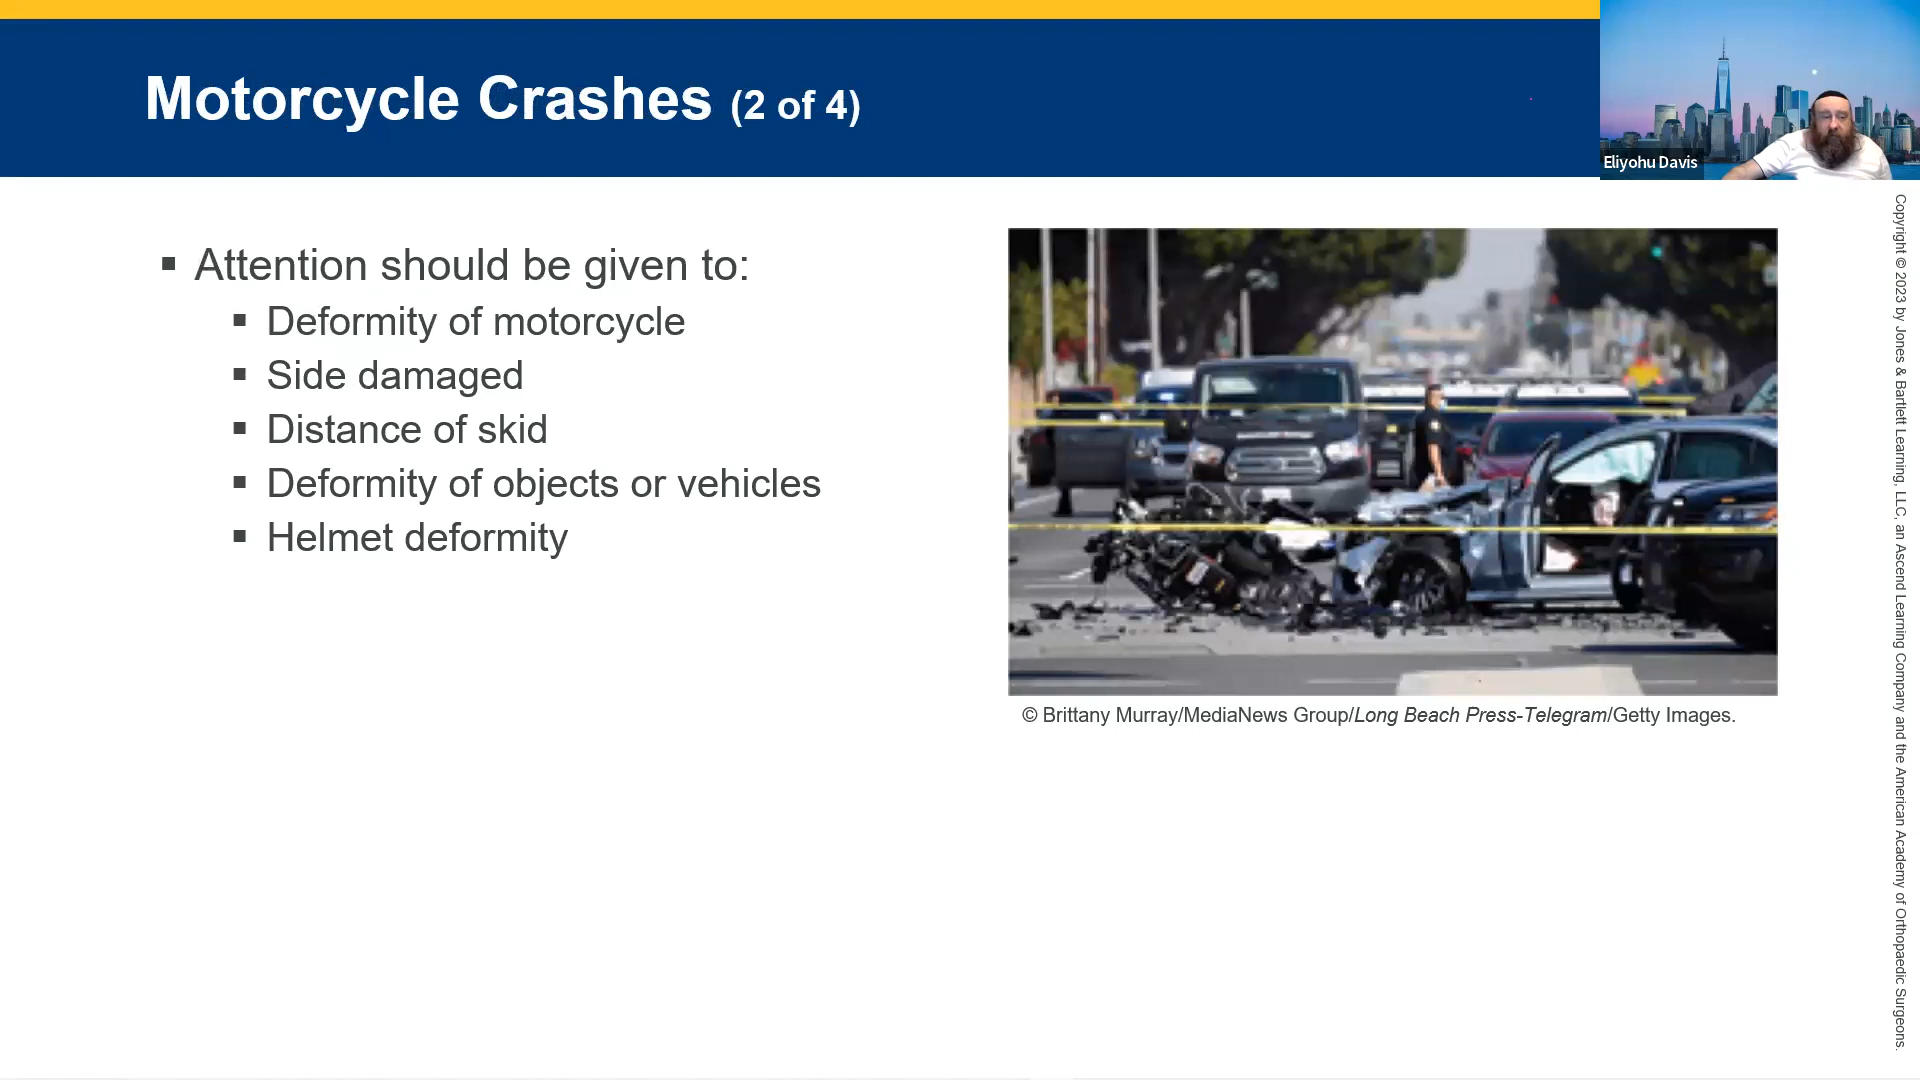 Motorcycle Crashes (2 of 4)
Eliyohu Davis
▪ Attention should be given to:
▪ Deformity of motorcycle
▪ Side damaged
▪ Distance of skid
▪ Deformity of objects or vehicles
▪ Helmet deformity
© Brittany Murray/MediaNews Group/Long Beach Press-Telegram/Getty Images.
Copyright © 2023 by Jones & Bartlett Learning, LLC, an Ascend Learning Company and the American Academy of Orthopaedic Surgeons.